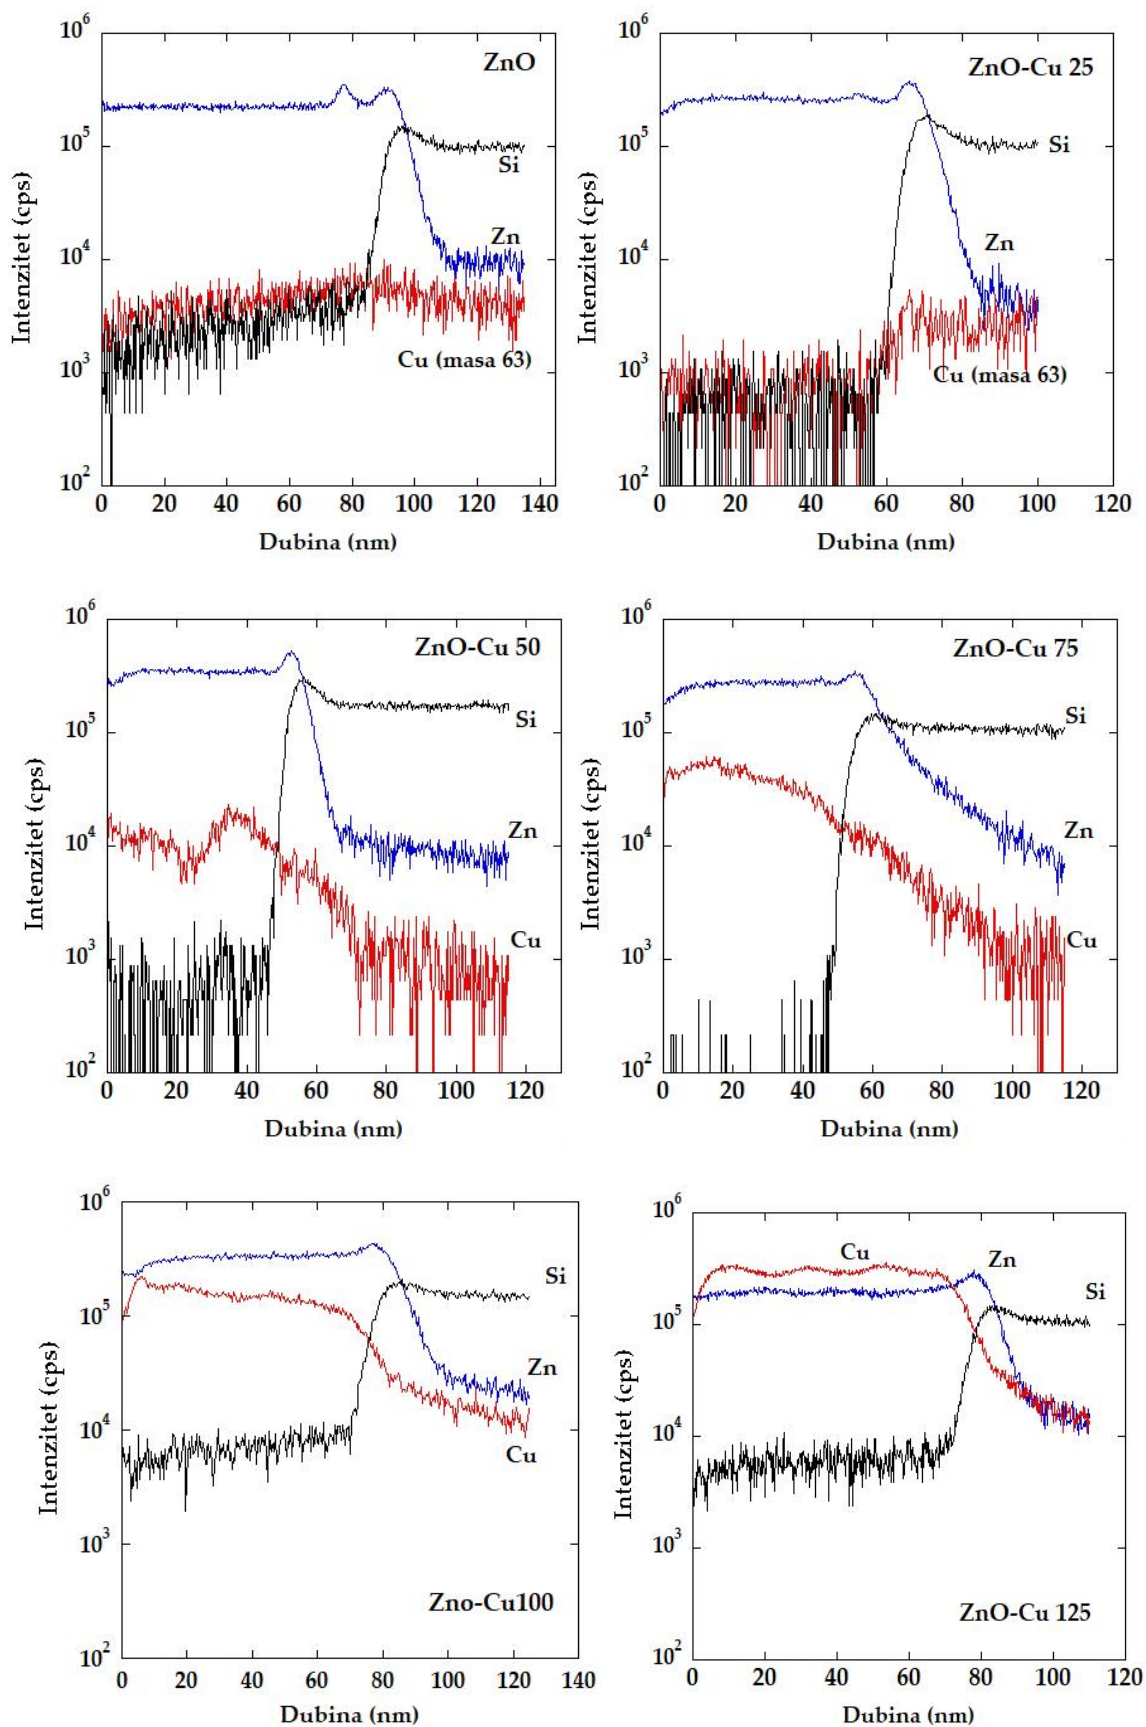 10⁶
10⁵
10⁴
10³
10²
Intenzitet (cps)
ZnO
Si
Zn
Cu (masa 63)
0 20 40 60 80 100 120 140
Dubina (nm)
10⁶
10⁵
10⁴
10³
10²
Intenzitet (cps)
ZnO-Cu 25
Si
Zn
Cu (masa 63)
0 20 40 60 80 100 120
Dubina (nm)
10⁶
10⁵
10⁴
10³
10²
Intenzitet (cps)
ZnO-Cu 50
Si
Zn
Cu
0 20 40 60 80 100 120
Dubina (nm)
10⁶
10⁵
10⁴
10³
10²
Intenzitet (cps)
ZnO-Cu 75
Si
Zn
Cu
0 20 40 60 80 100 120
Dubina (nm)
10⁶
10⁵
10⁴
10³
10²
Intenzitet (cps)
Si
Zn
Cu
Zno-Cu100
0 20 40 60 80 100 120 140
Dubina (nm)
10⁶
10⁵
10⁴
10³
10²
Intenzitet (cps)
Cu
Zn
Si
ZnO-Cu 125
0 20 40 60 80 100 120
Dubina (nm)